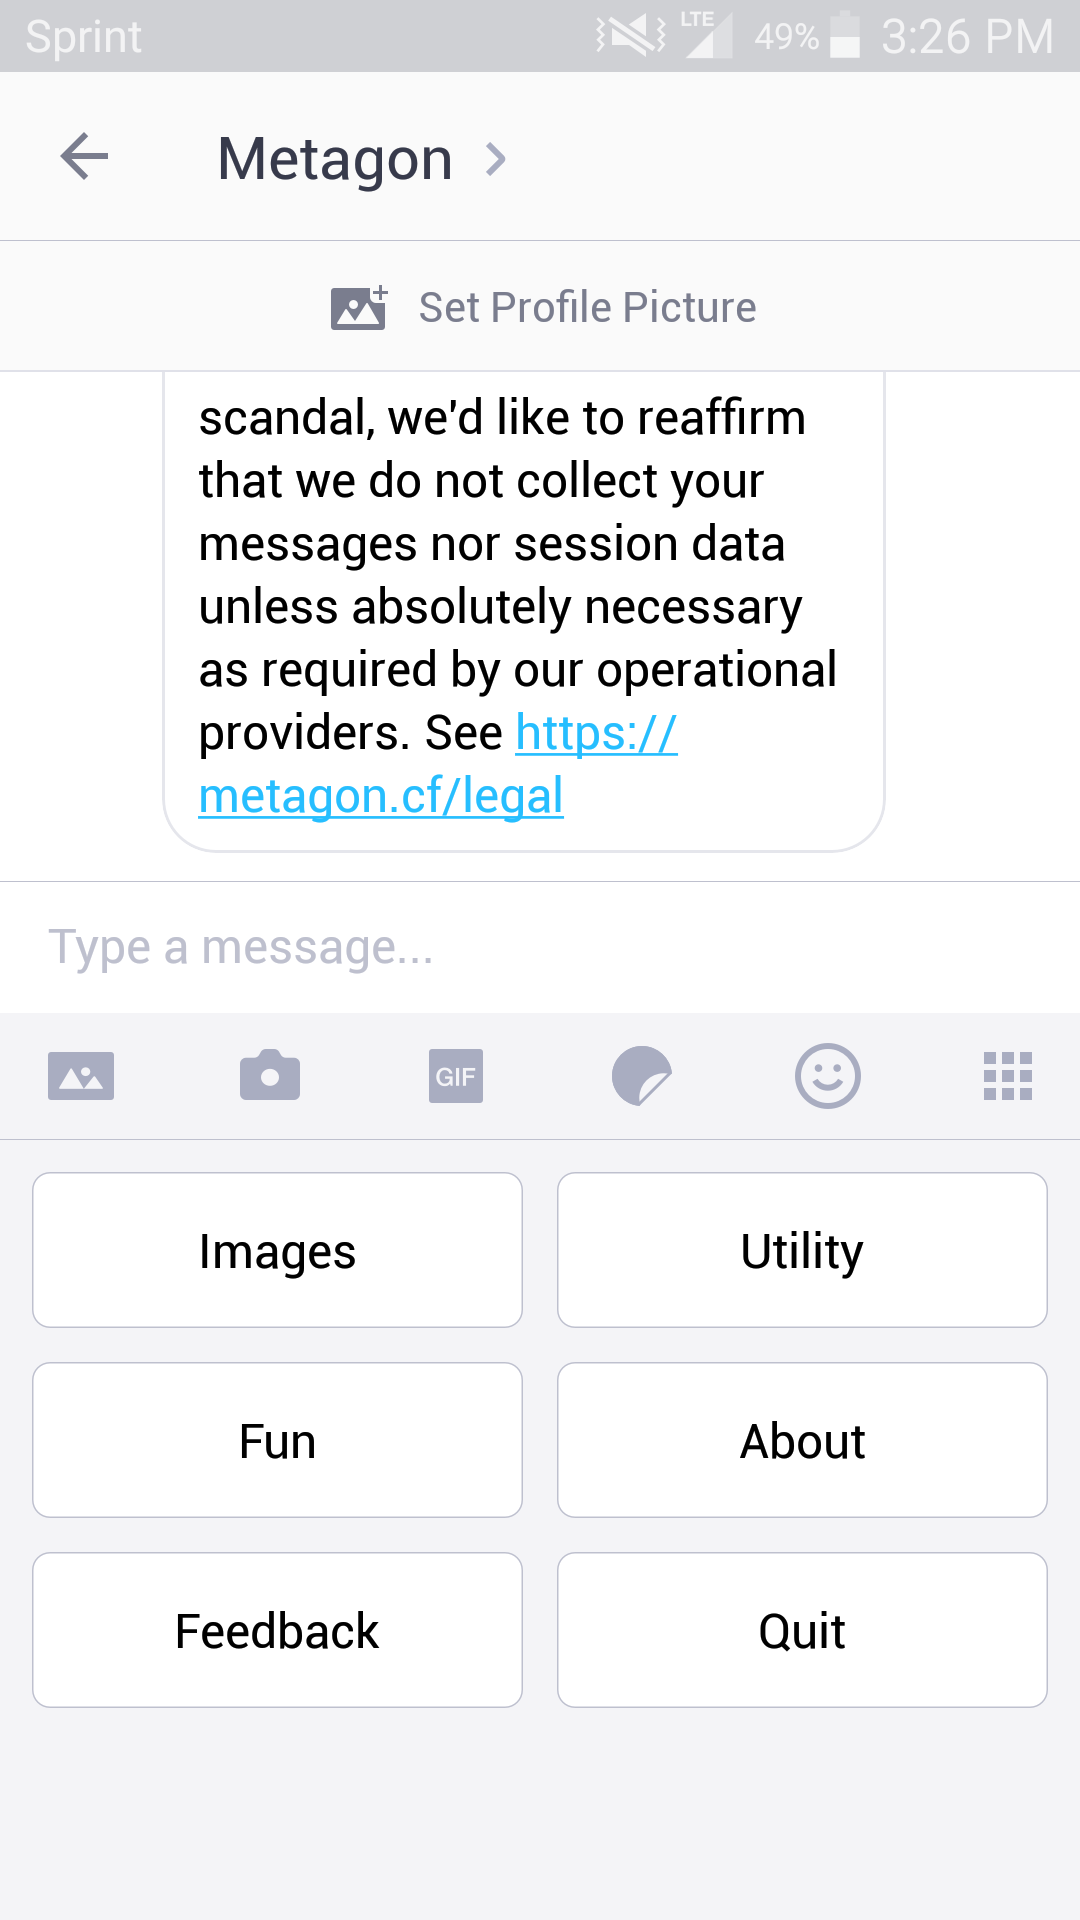 Sprint
LTE 49% 3:26 PM
Metagon
Set Profile Picture
scandal, we'd like to reaffirm
that we do not collect your
messages nor session data
unless absolutely necessary
as required by our operational
providers. See https://
metagon.cf/legal
Type a message...
GIF
Images
Utility
Fun
About
Feedback
Quit